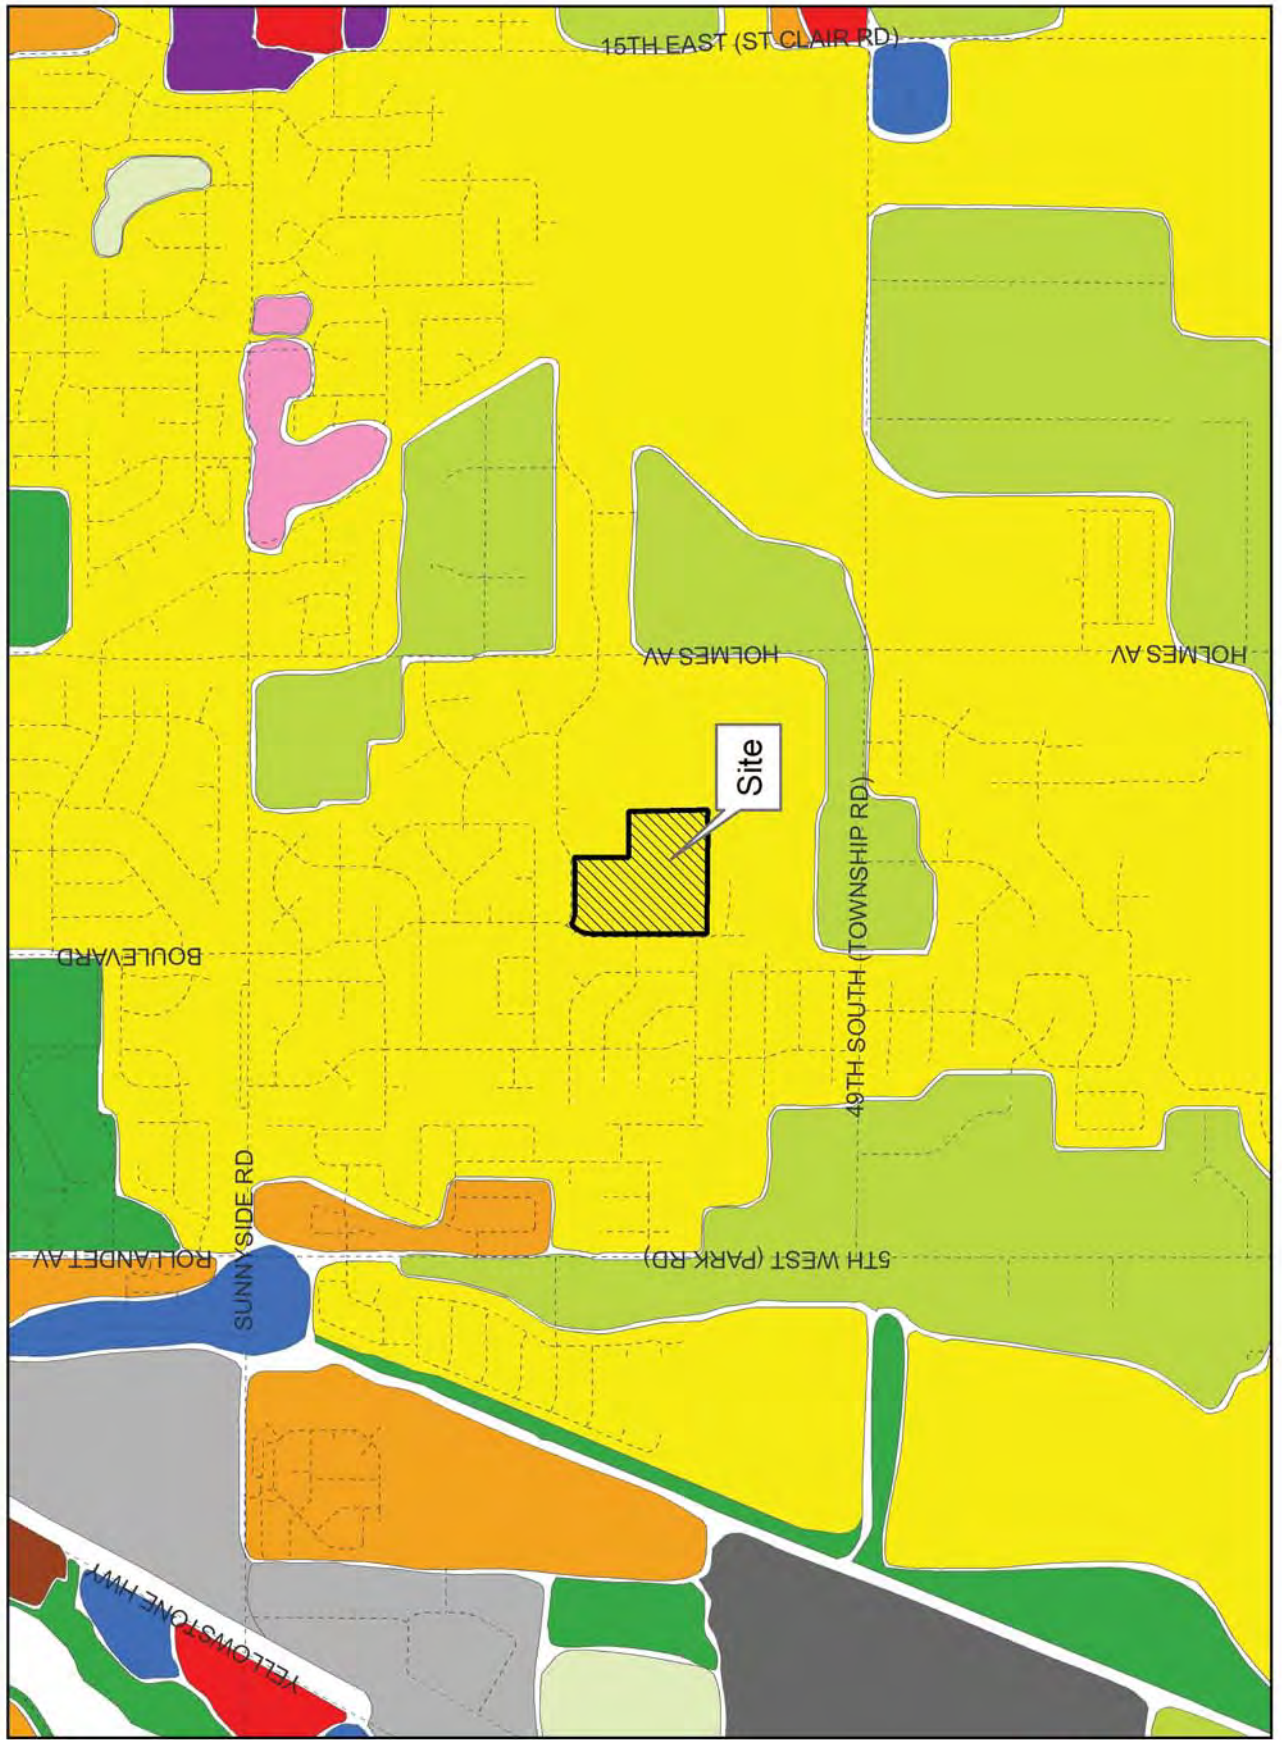 15TH EAST (ST CLAIR RD)
HOLMES AV
HOLMES AV
Site
49TH SOUTH (TOWNSHIP RD)
BOULEVARD
SUNNYSIDE RD
ROLLANDET AV
5TH WEST (PARK RD)
YELLOWSTONE HWY